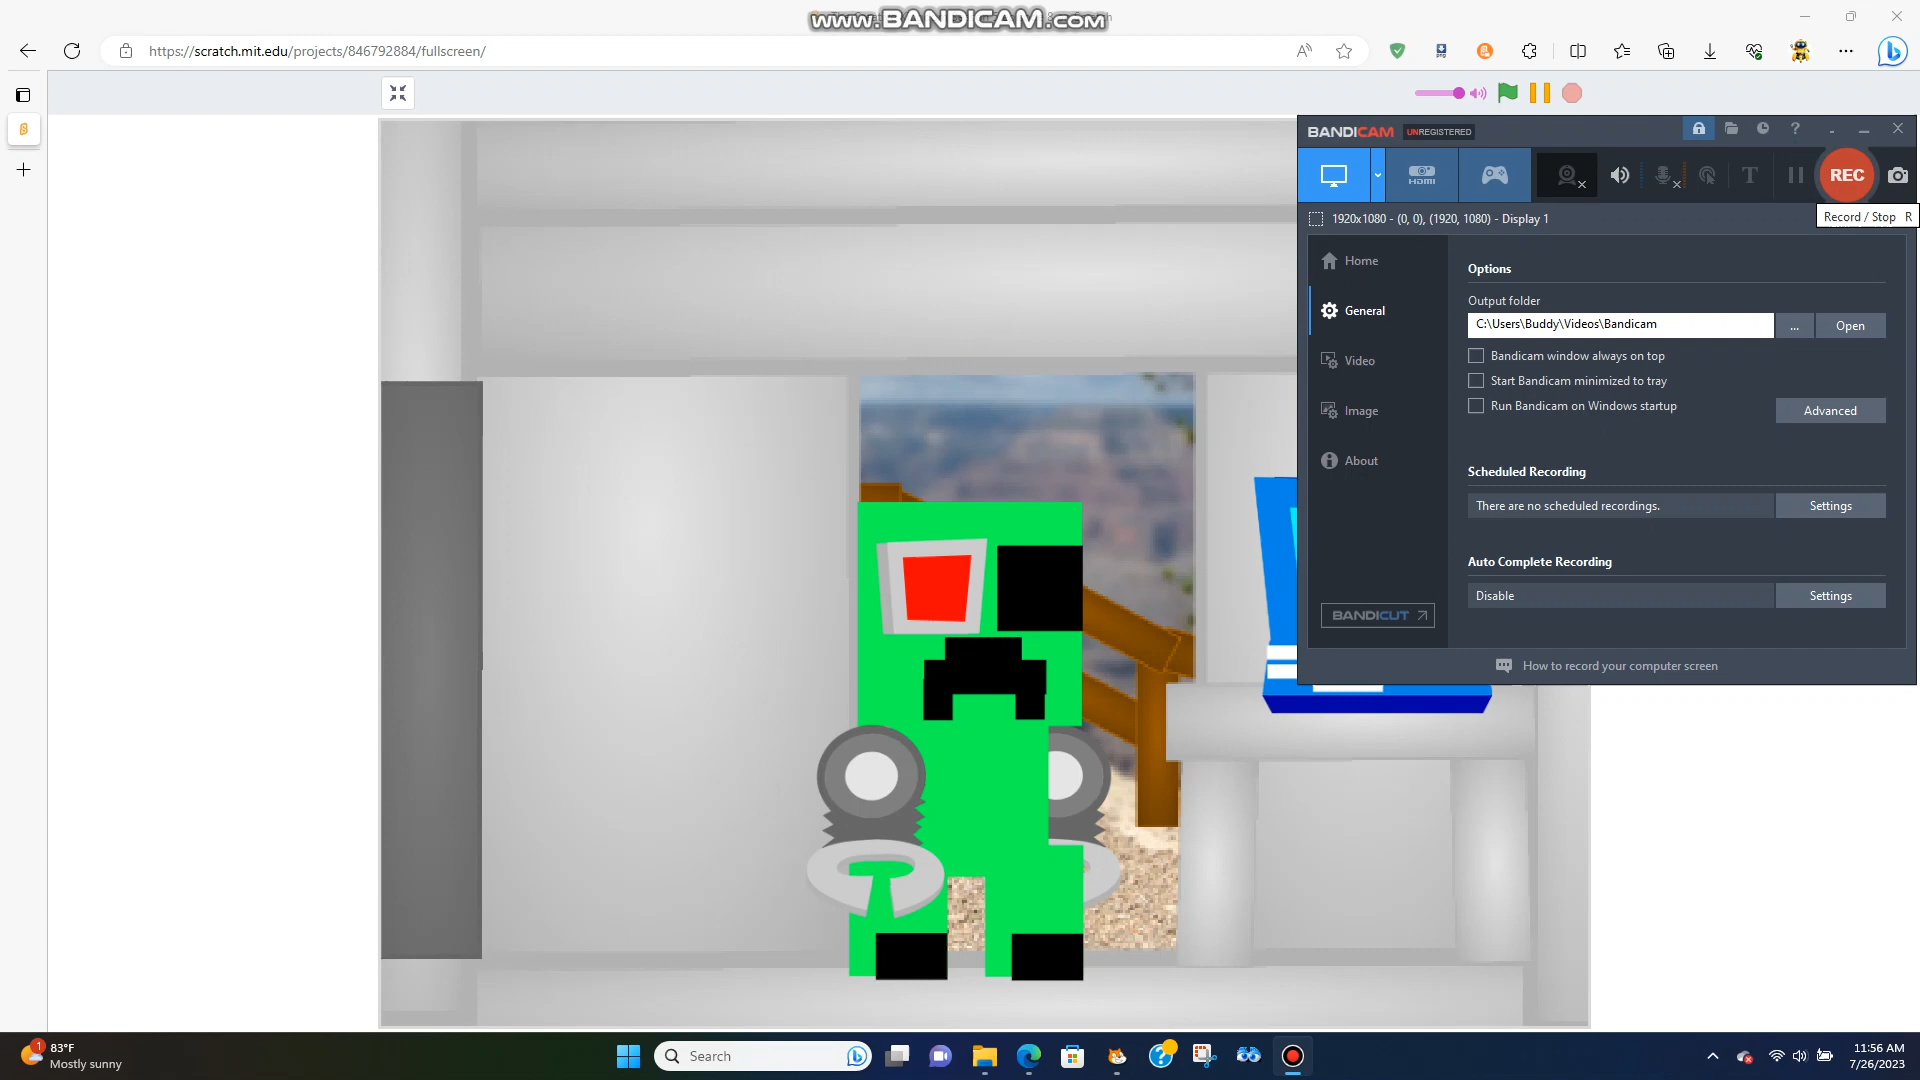 www.BANDICAM.com
https://scratch.mit.edu/projects/846792884/fullscreen/
BANDICAM UNREGISTERED
HDMI
REC
1920x1080 - (0, 0), (1920, 1080) - Display 1
Record / Stop R
Home
General
Video
Image
About
BANDICUT
Options
Output folder
C:\Users\Buddy\Videos\Bandicam
... Open
Bandicam window always on top
Start Bandicam minimized to tray
Run Bandicam on Windows startup
Advanced
Scheduled Recording
There are no scheduled recordings. Settings
Auto Complete Recording
Disable Settings
How to record your computer screen
1
83°F
Mostly sunny
Search
11:56 AM
7/26/2023